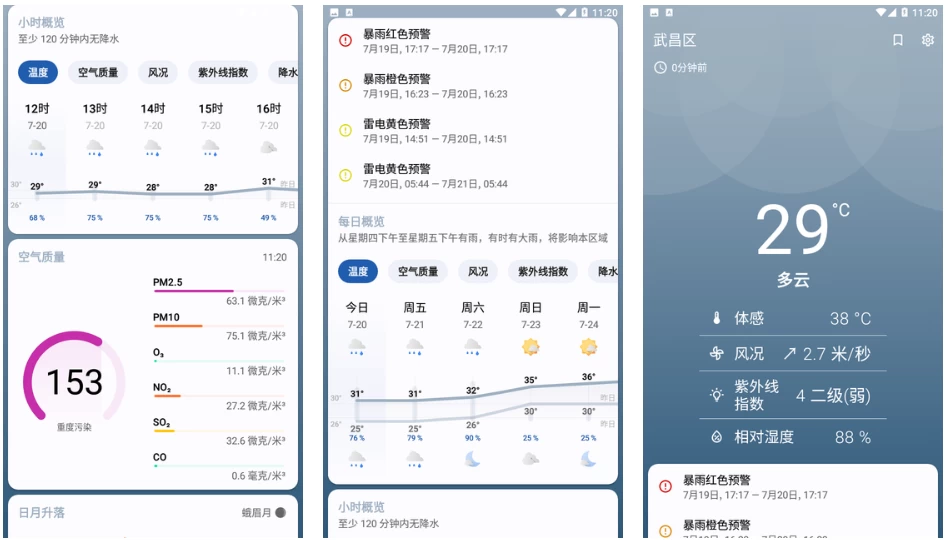 小时概览
至少 120 分钟内无降水
温度 空气质量 风况 紫外线指数 降水
12时 13时 14时 15时 16时
7-20 7-20 7-20 7-20 7-20
30° 29° 29° 28° 28° 31° 昨日
26° 昨日
68 % 75 % 75 % 75 % 49 %
空气质量 11:20
PM2.5
63.1 微克/米³
PM10
75.1 微克/米³
O₃
11.1 微克/米³
NO₂
27.2 微克/米³
SO₂
32.6 微克/米³
CO
0.6 毫克/米³
153
重度污染
日月升落 蛾眉月
11:20
暴雨红色预警
7月19日, 17:17 — 7月20日, 17:17
暴雨橙色预警
7月19日, 16:23 — 7月20日, 16:23
雷电黄色预警
7月19日, 14:51 — 7月20日, 14:51
雷电黄色预警
7月20日, 05:44 — 7月21日, 05:44
每日概览
从星期四下午至星期五下午有雨，有时有大雨，将影响本区域
温度 空气质量 风况 紫外线指数 降水
今日 周五 周六 周日 周一
7-20 7-21 7-22 7-23 7-24
30° 31° 31° 32° 35° 36° 昨日
26° 25° 25° 26° 30° 30° 昨日
76 % 79 % 90 % 25 % 25 %
小时概览
至少 120 分钟内无降水
11:20
武昌区
0分钟前
29°C
多云
体感 38 °C
风况 2.7 米/秒
紫外线指数 4 二级(弱)
相对湿度 88 %
暴雨红色预警
7月19日, 17:17 — 7月20日, 17:17
暴雨橙色预警